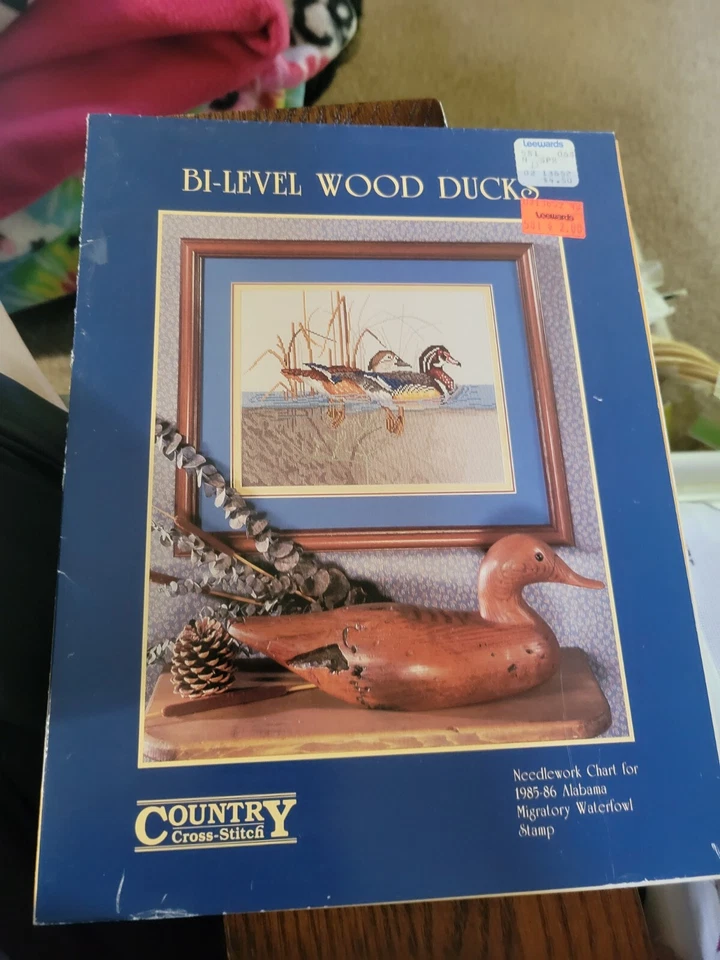 BI-LEVEL WOOD DUCKS
Leewards
Leewards
COUNTRY
Cross-Stitch
Needlework Chart for
1985-86 Alabama
Migratory Waterfowl
Stamp